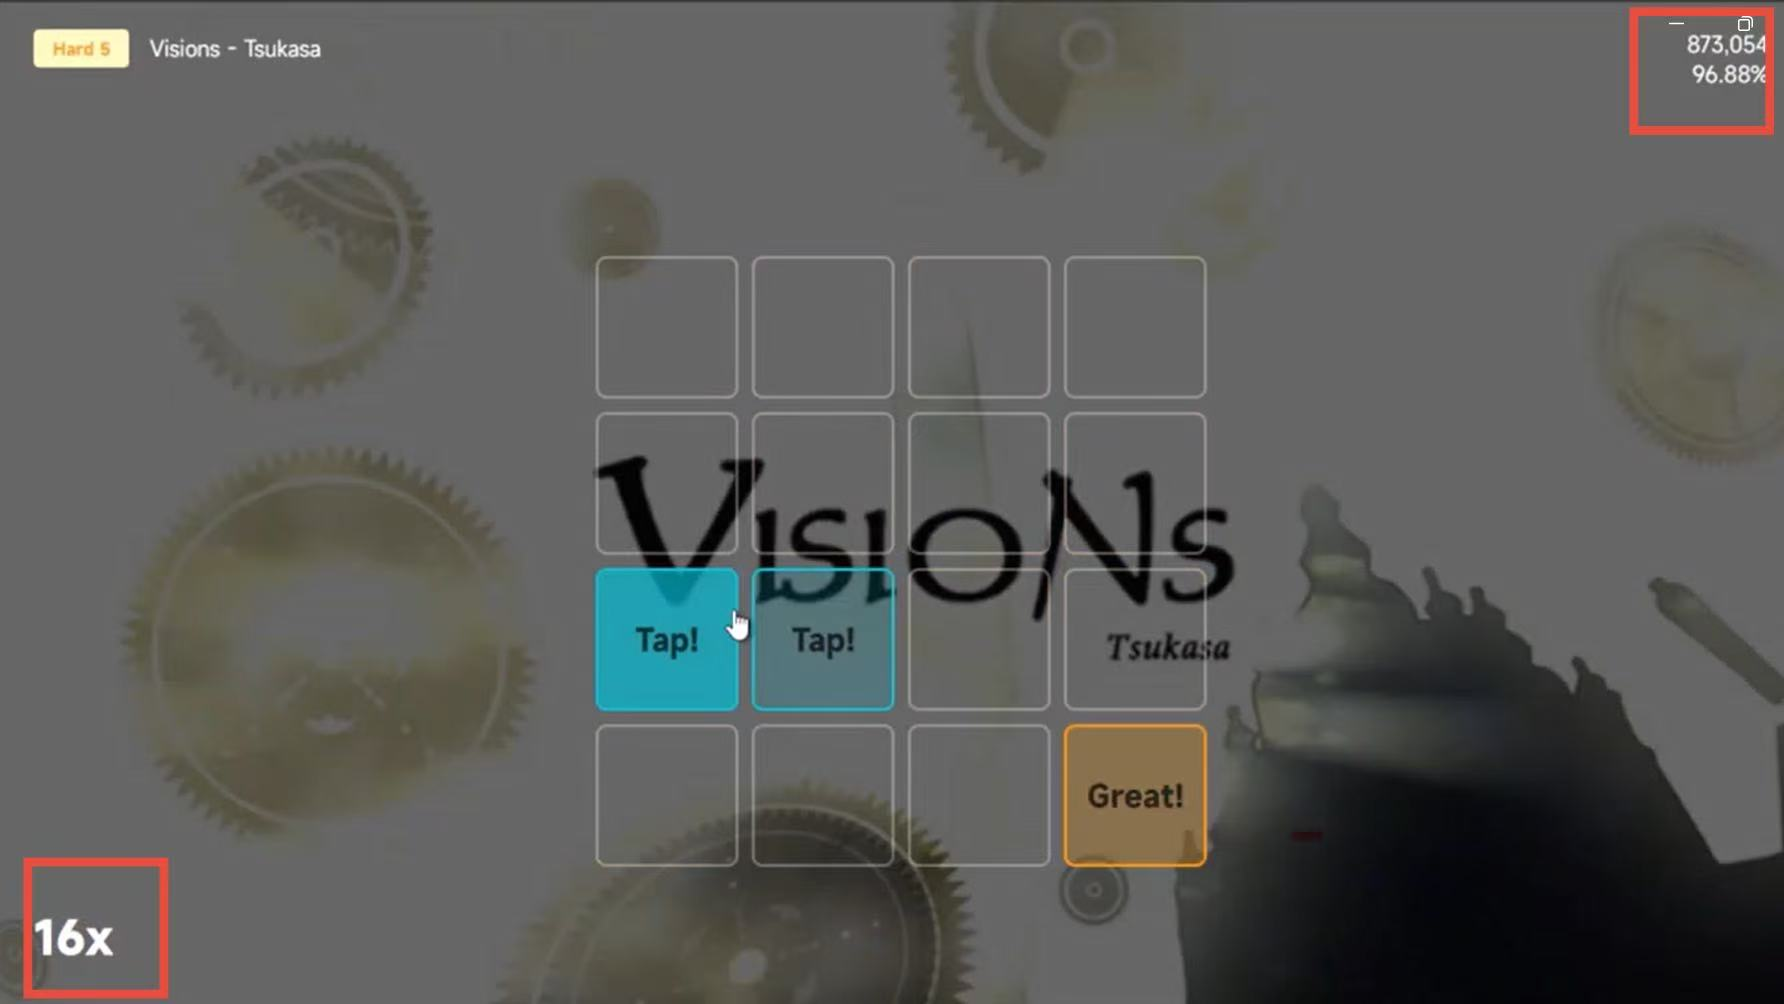 Hard 5
Visions - Tsukasa
873,054
96.88%
VISIONS
Tsukasa
Tap!
Tap!
Great!
16x